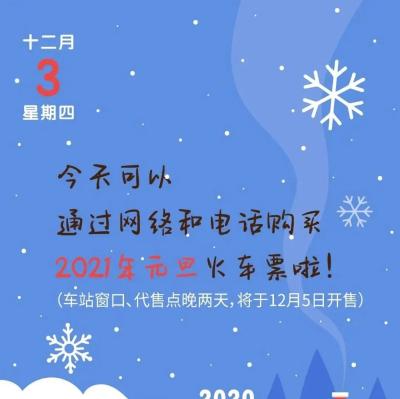 十二月
3
星期四
今天可以
通过网络和电话购买
2021年元旦火车票啦!
(车站窗口、代售点晚两天,将于12月5日开售)
2020